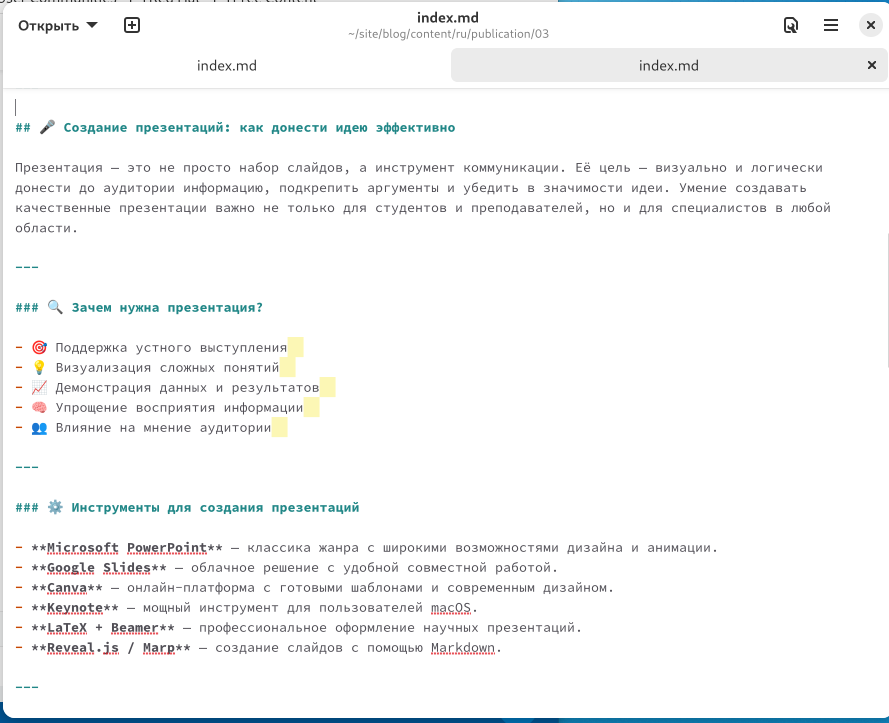 Открыть
index.md
~/site/blog/content/ru/publication/03
index.md
index.md
## 🎤 Создание презентаций: как донести идею эффективно
Презентация — это не просто набор слайдов, а инструмент коммуникации. Её цель — визуально и логически
донести до аудитории информацию, подкрепить аргументы и убедить в значимости идеи. Умение создавать
качественные презентации важно не только для студентов и преподавателей, но и для специалистов в любой
области.
---
### 🔍 Зачем нужна презентация?
- 🎯 Поддержка устного выступления
- 💡 Визуализация сложных понятий
- 📈 Демонстрация данных и результатов
- 🧠 Упрощение восприятия информации
- 👥 Влияние на мнение аудитории
---
### ⚙️ Инструменты для создания презентаций
- **Microsoft PowerPoint** — классика жанра с широкими возможностями дизайна и анимации.
- **Google Slides** — облачное решение с удобной совместной работой.
- **Canva** — онлайн-платформа с готовыми шаблонами и современным дизайном.
- **Keynote** — мощный инструмент для пользователей macOS.
- **LaTeX + Beamer** — профессиональное оформление научных презентаций.
- **Reveal.js / Marp** — создание слайдов с помощью Markdown.
---